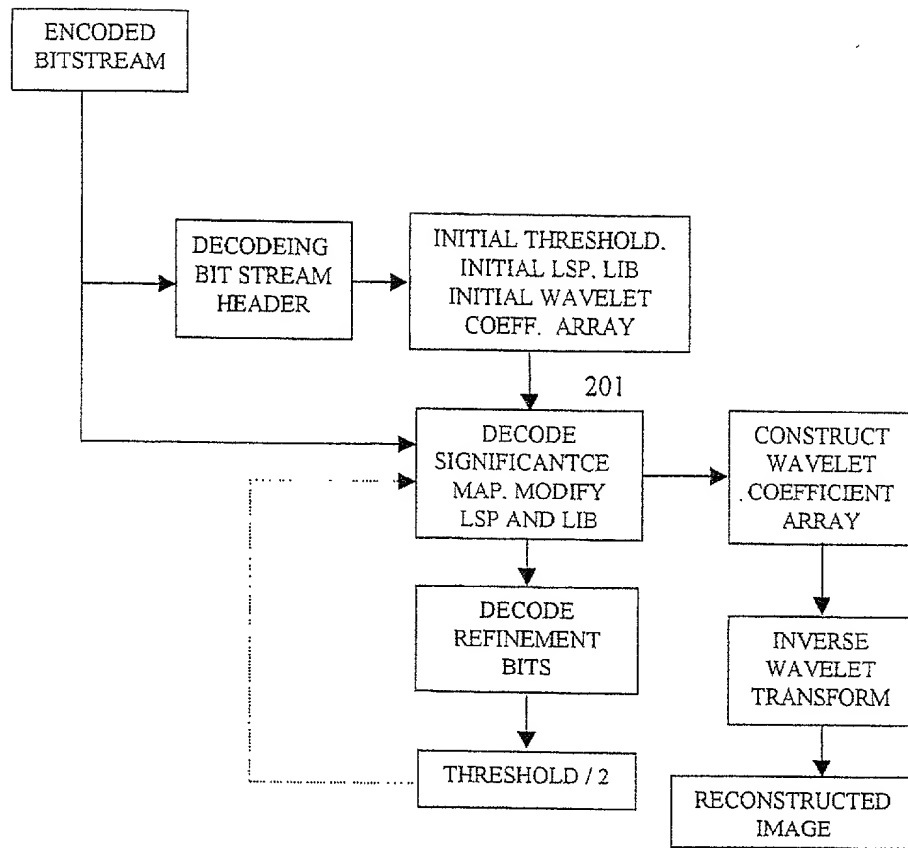 ENCODED
BITSTREAM
DECODEING
BIT STREAM
HEADER
INITIAL THRESHOLD.
INITIAL LSP. LIB
INITIAL WAVELET
COEFF. ARRAY
201
DECODE
SIGNIFICANTCE
MAP. MODIFY
LSP AND LIB
CONSTRUCT
WAVELET
COEFFICIENT
ARRAY
DECODE
REFINEMENT
BITS
INVERSE
WAVELET
TRANSFORM
THRESHOLD / 2
RECONSTRUCTED
IMAGE